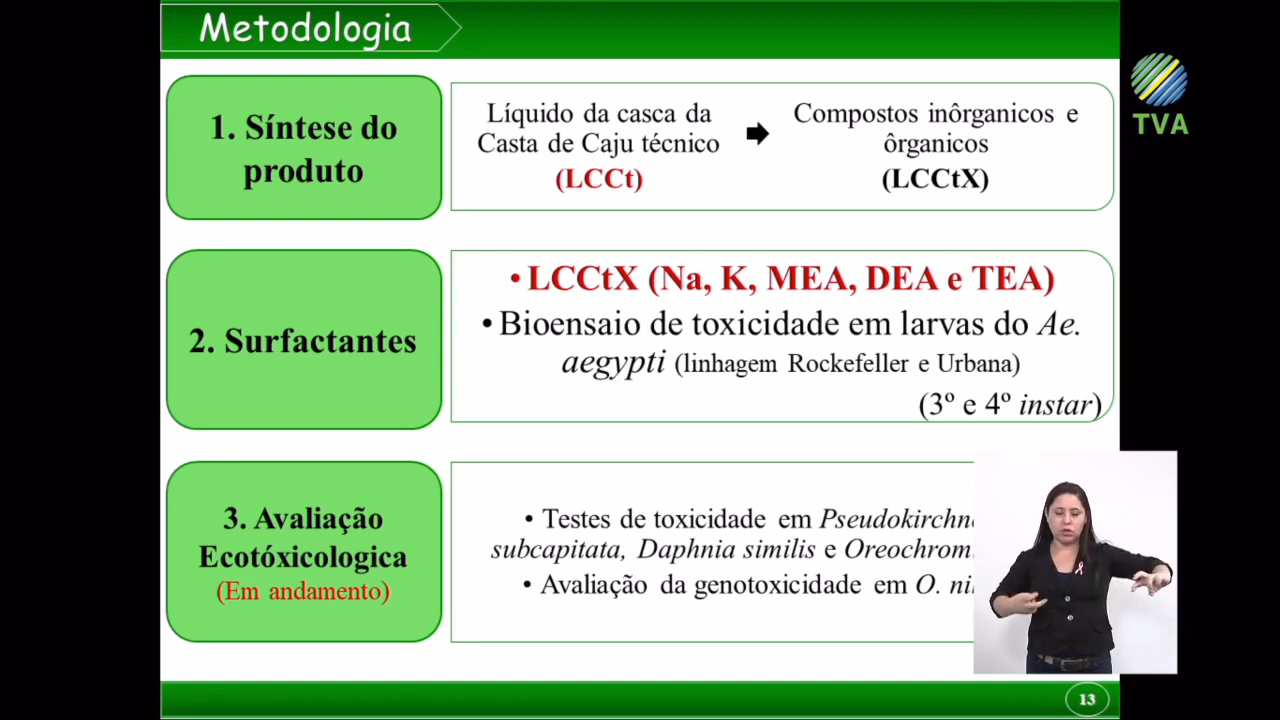 Metodologia
TVA
1. Síntese do
produto
Líquido da casca da
Casta de Caju técnico
(LCCt)
Compostos inôrganicos e
ôrganicos
(LCCtX)
2. Surfactantes
• LCCtX (Na, K, MEA, DEA e TEA)
• Bioensaio de toxicidade em larvas do Ae.
aegypti (linhagem Rockefeller e Urbana)
(3º e 4º instar)
3. Avaliação
Ecotóxicologica
(Em andamento)
• Testes de toxicidade em
subcapitata, Daphnia similis e
• Avaliação da genotoxicidade em O.
13